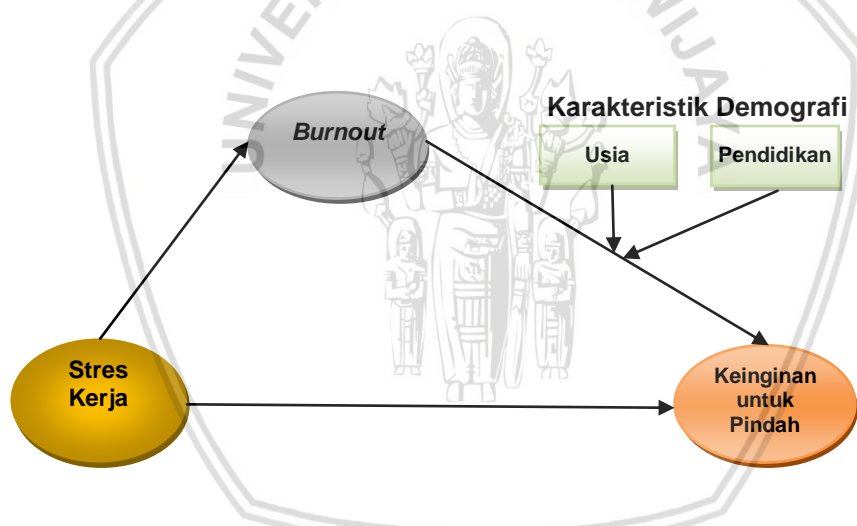 Karakteristik Demografi
Burnout
Usia
Pendidikan
Stres
Kerja
Keinginan
untuk
Pindah